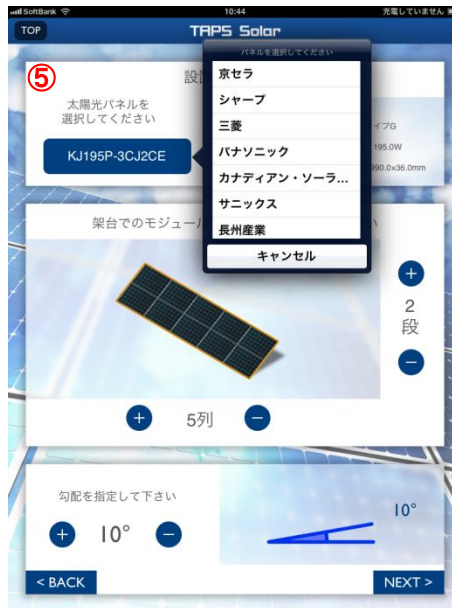 SoftBank 10:44 充電していません
TOP TAPS Solar
パネルを選択してください
⑤
設
太陽光パネルを
選択してください
KJ195P-3CJ2CE
京セラ
シャープ
三菱
パナソニック
カナディアン・ソーラ...
サニックス
長州産業
キャンセル
イプG
195.0W
990.0×36.0mm
架台でのモジュール
+
2
段
−
+ 5列 −
勾配を指定して下さい
+ 10° −
10°
< BACK NEXT >